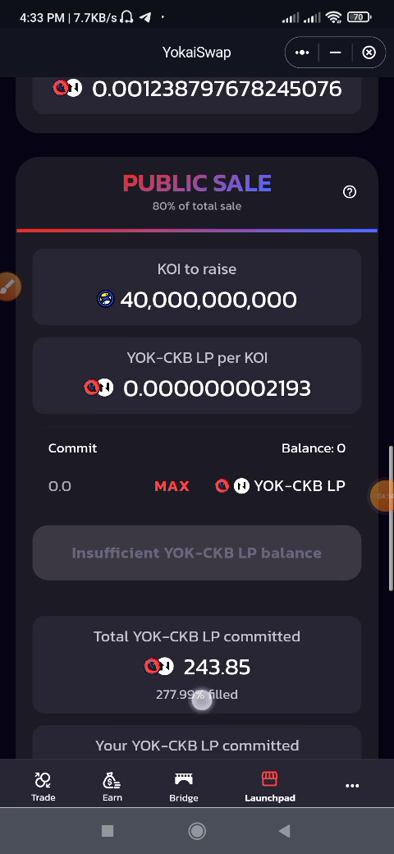 4:33 PM | 7.7KB/s
70
YokaiSwap
0.001238797678245076
PUBLIC SALE
80% of total sale
KOI to raise
40,000,000,000
YOK-CKB LP per KOI
0.000000002193
Commit
Balance: 0
0.0
MAX
YOK-CKB LP
Insufficient YOK-CKB LP balance
Total YOK-CKB LP committed
243.85
277.99% filled
Your YOK-CKB LP committed
Trade
Earn
Bridge
Launchpad